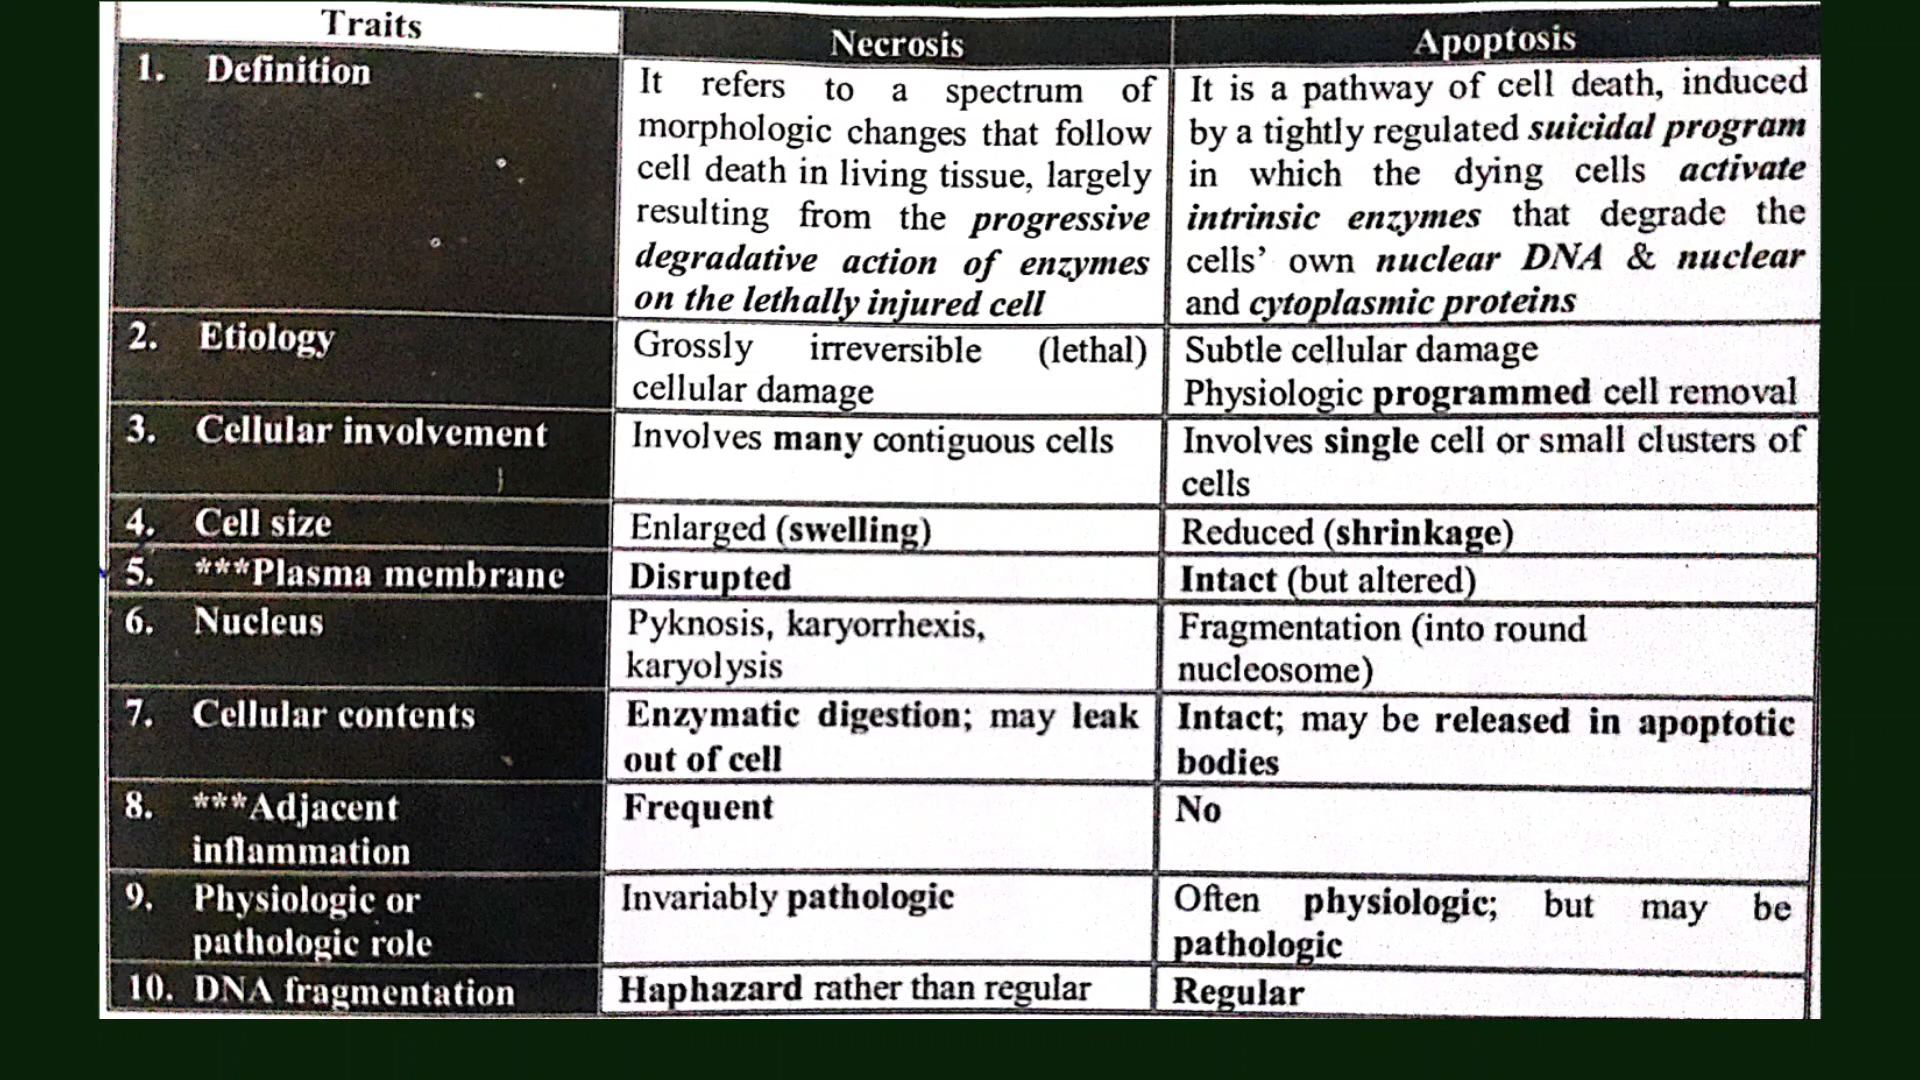 Traits
Necrosis
Apoptosis
1. Definition
It refers to a spectrum of
morphologic changes that follow
cell death in living tissue, largely
resulting from the progressive
degradative action of enzymes
on the lethally injured cell
It is a pathway of cell death, induced
by a tightly regulated suicidal program
in which the dying cells activate
intrinsic enzymes that degrade the
cells' own nuclear DNA & nuclear
and cytoplasmic proteins
2. Etiology
Grossly irreversible (lethal)
cellular damage
Subtle cellular damage
Physiologic programmed cell removal
3. Cellular involvement
Involves many contiguous cells
Involves single cell or small clusters of
cells
4. Cell size
Enlarged (swelling)
Reduced (shrinkage)
5. ***Plasma membrane
Disrupted
Intact (but altered)
6. Nucleus
Pyknosis, karyorrhexis,
karyolysis
Fragmentation (into round
nucleosome)
7. Cellular contents
Enzymatic digestion; may leak
out of cell
Intact; may be released in apoptotic
bodies
8. ***Adjacent
inflammation
Frequent
No
9. Physiologic or
pathologic role
Invariably pathologic
Often physiologic; but may be
pathologic
10. DNA fragmentation
Haphazard rather than regular
Regular